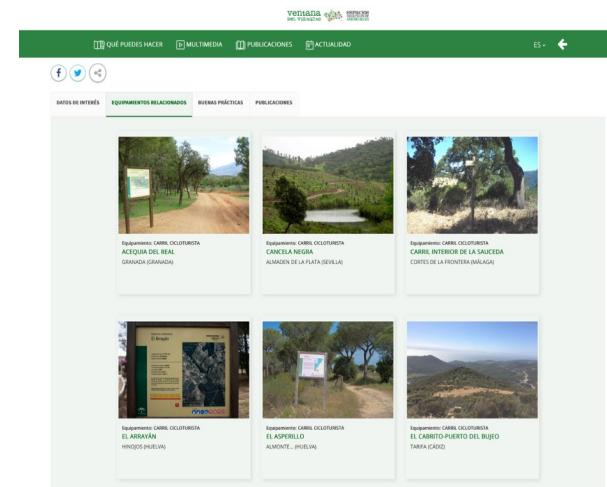 ventana
DEL VISITANTE
QUÉ PUEDES HACER
MULTIMEDIA
PUBLICACIONES
ACTUALIDAD
ES
DATOS DE INTERÉS
EQUIPAMIENTOS RELACIONADOS
BUENAS PRÁCTICAS
PUBLICACIONES
Equipamiento: CARRIL CICLOTURISTA
ACEQUIA DEL REAL
GRANADA (GRANADA)
Equipamiento: CARRIL CICLOTURISTA
CANCELA NEGRA
ALMADEN DE LA PLATA (SEVILLA)
Equipamiento: CARRIL CICLOTURISTA
CARRIL INTERIOR DE LA SAUCEDA
CORTES DE LA FRONTERA (MÁLAGA)
El Arrayán
Equipamiento: CARRIL CICLOTURISTA
EL ARRAYÁN
HINOJOS (HUELVA)
Equipamiento: CARRIL CICLOTURISTA
EL ASPERILLO
ALMONTE... (HUELVA)
Equipamiento: CARRIL CICLOTURISTA
EL CABRITO-PUERTO DEL BUJEO
TARIFA (CÁDIZ)